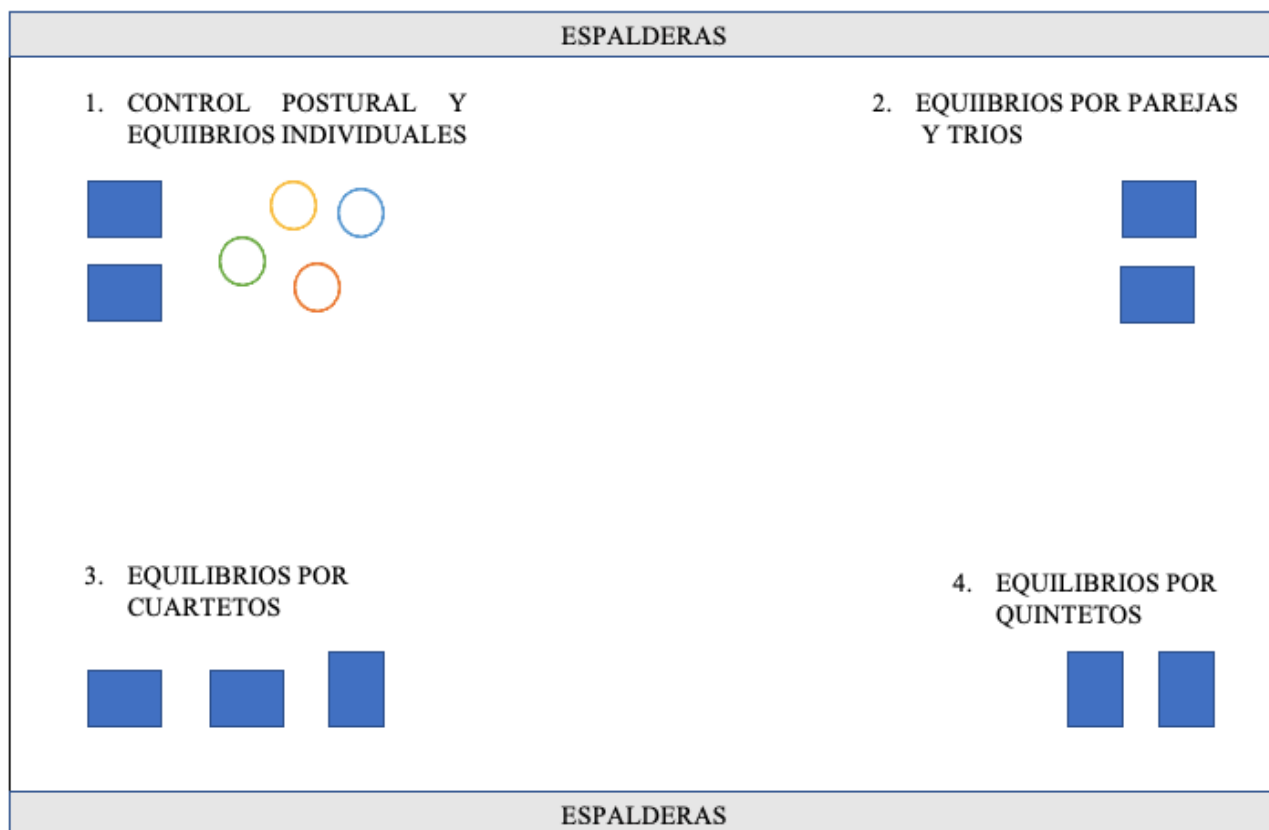 ESPALDERAS
1. CONTROL POSTURAL Y
EQUIIBRIOS INDIVIDUALES
2. EQUIIBRIOS POR PAREJAS
Y TRIOS
3. EQUILIBRIOS POR
CUARTETOS
4. EQUILIBRIOS POR
QUINTETOS
ESPALDERAS